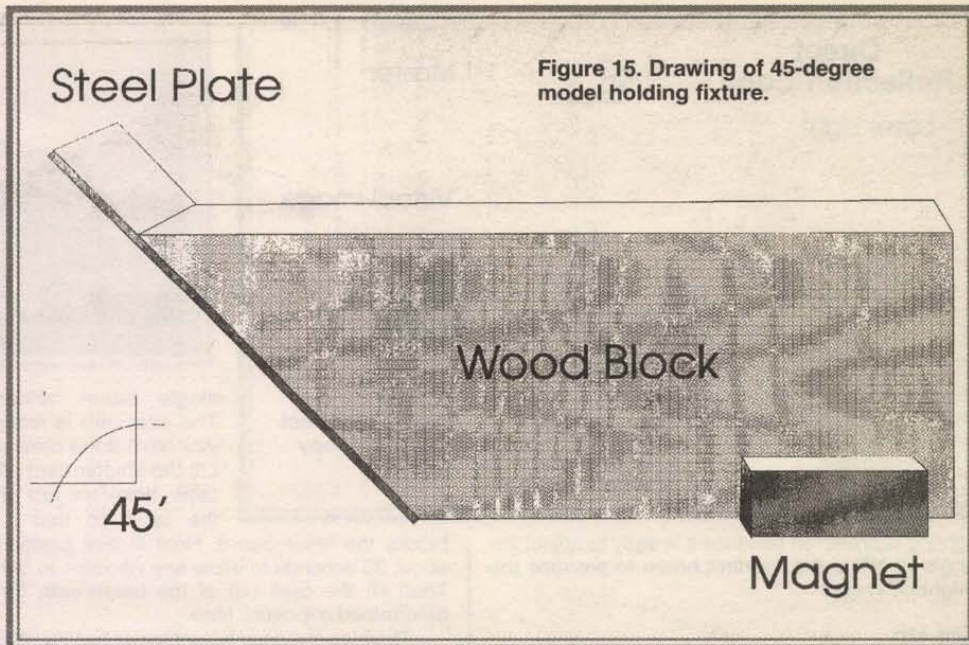 Steel Plate
Figure 15. Drawing of 45-degree
model holding fixture.
Wood Block
45'
Magnet